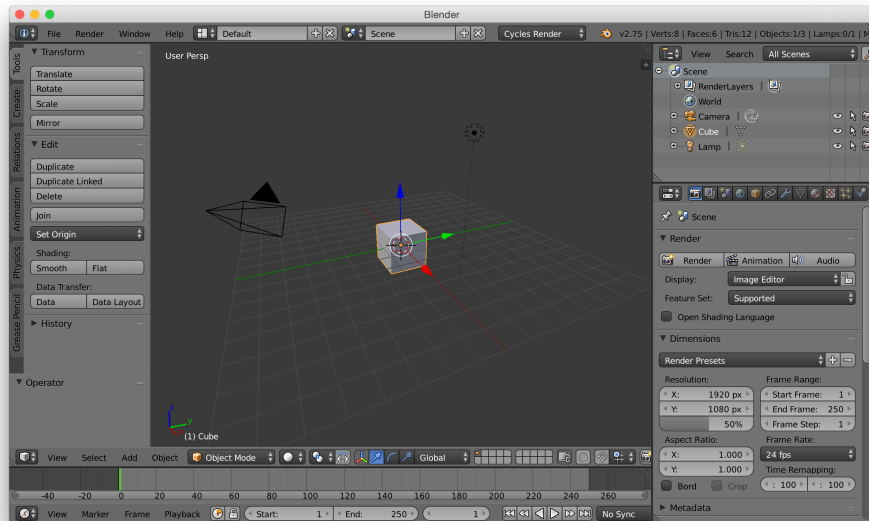 Blender
File Render Window Help Default Scene Cycles Render v2.75 | Verts:8 | Faces:6 | Tris:12 | Objects:1/3 | Lamps:0/1 | M
Tools
Create
Relations
Animation
Physics
Grease Pencil
Transform
Translate
Rotate
Scale
Mirror
Edit
Duplicate
Duplicate Linked
Delete
Join
Set Origin
Shading:
Smooth Flat
Data Transfer:
Data Data Layout
History
Operator
User Persp
z
y
(1) Cube
View Select Add Object Object Mode Global
-40 -20 0 20 40 60 80 100 120 140 160 180 200 220 240 260
View Marker Frame Playback Start: 1 End: 250 1 No Sync
View Search All Scenes
Scene
RenderLayers |
World
Camera |
Cube |
Lamp |
Scene
Render
Render Animation Audio
Display: Image Editor
Feature Set: Supported
Open Shading Language
Dimensions
Render Presets
Resolution: Frame Range:
X: 1920 px Start Frame: 1
Y: 1080 px End Frame: 250
50% Frame Step: 1
Aspect Ratio: Frame Rate:
X: 1.000 24 fps
Y: 1.000 Time Remapping:
Bord Crop : 100 : 100
Metadata